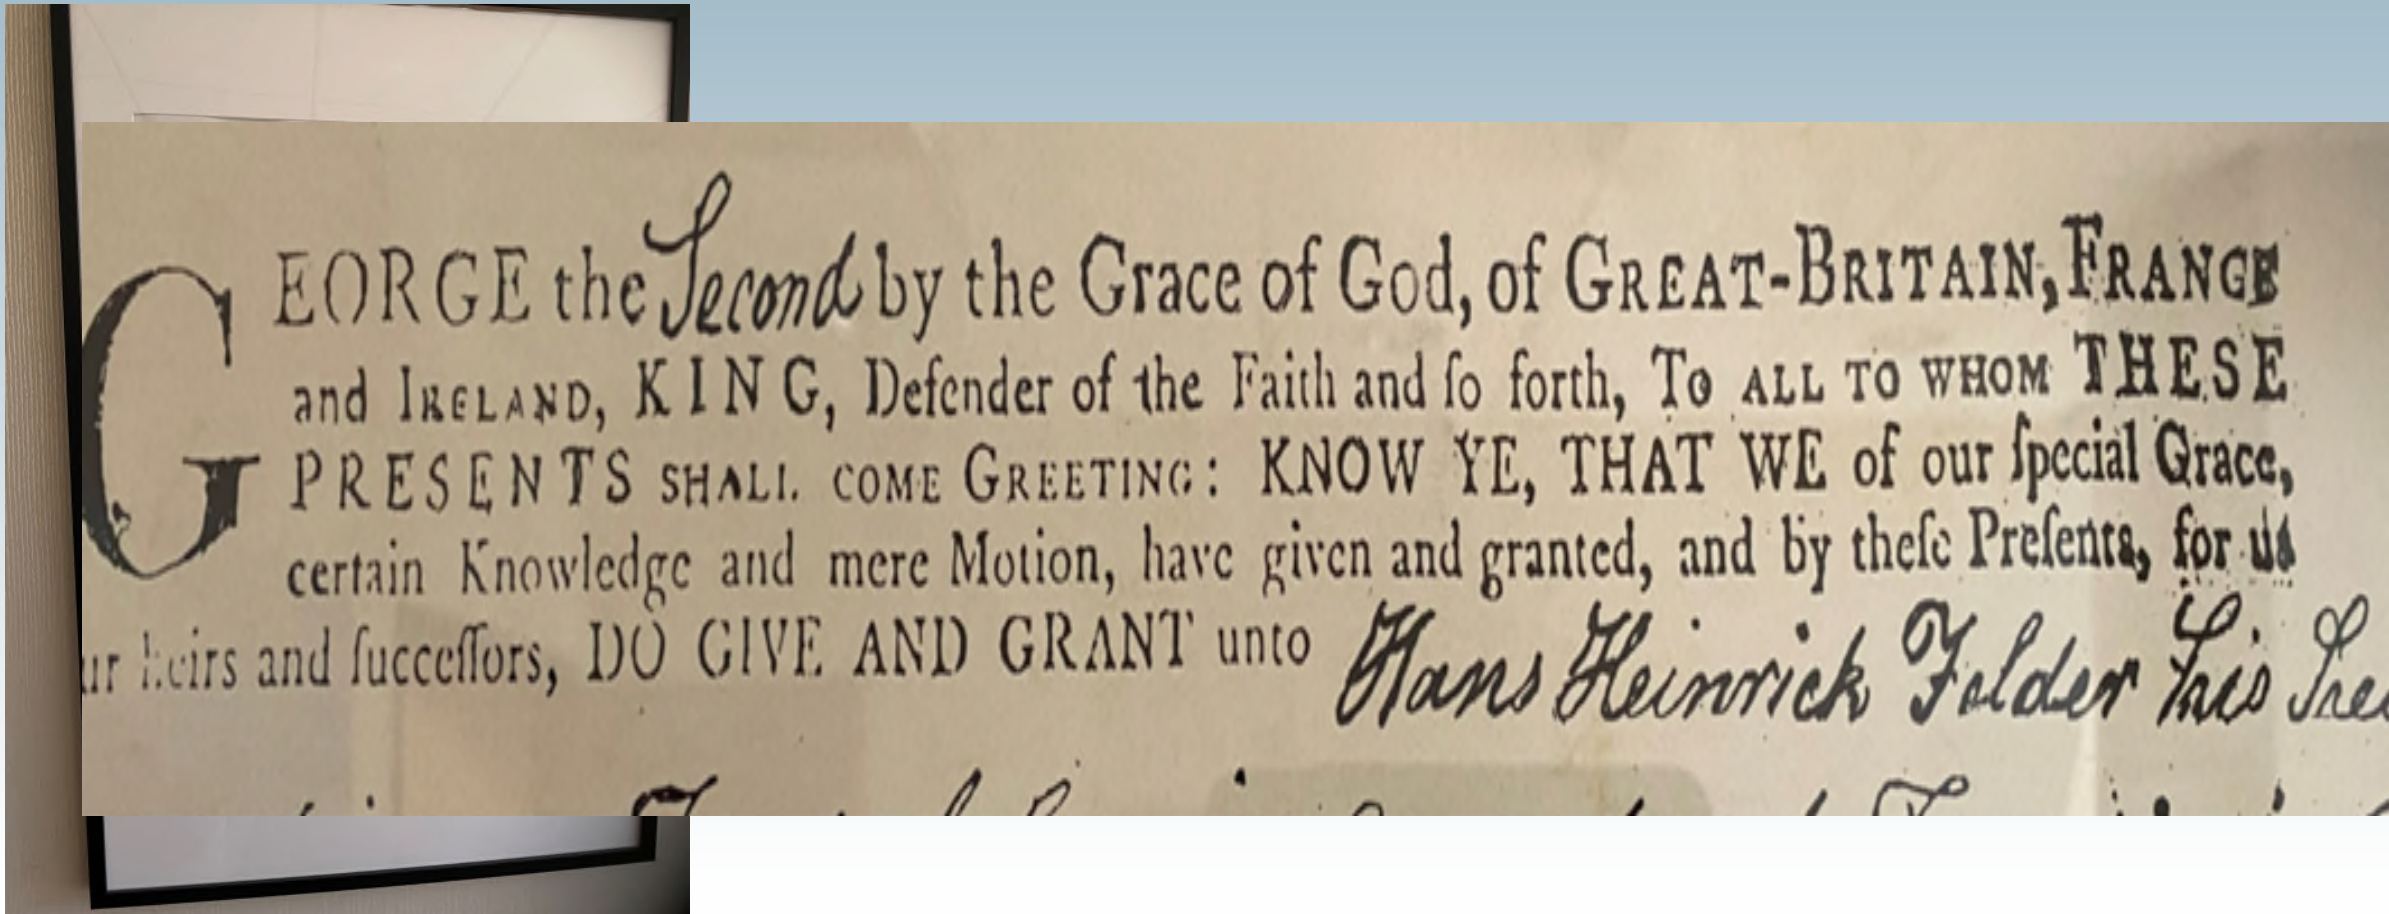 GEORGE the Second by the Grace of God, of GREAT-BRITAIN, FRANCE
and IRELAND, KING, Defender of the Faith and ſo forth, To ALL TO WHOM THESE
PRESENTS SHALL COME GREETING: KNOW YE, THAT WE of our ſpecial Grace,
certain Knowledge and mere Motion, have given and granted, and by theſe Preſents, for us
ur heirs and ſucceſſors, DO GIVE AND GRANT unto Hans Heinrick Felder his